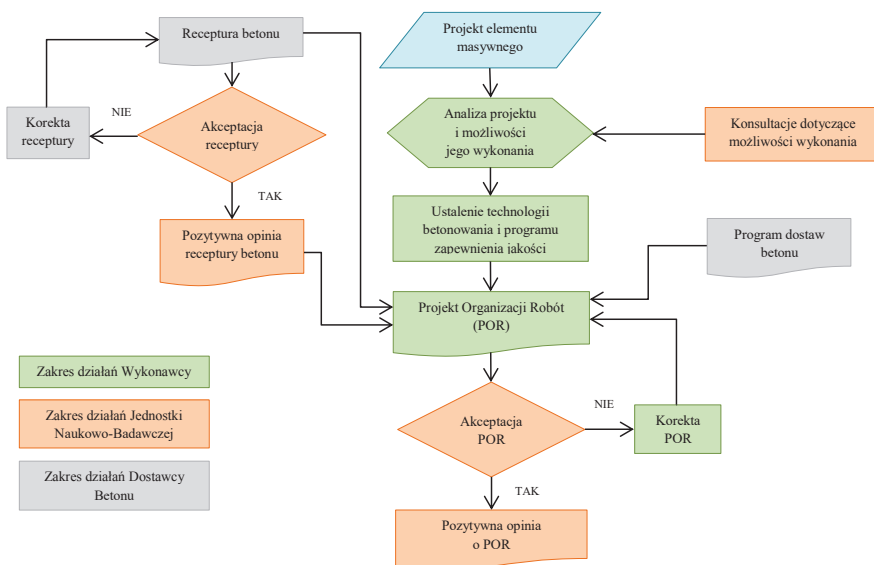 Receptura betonu
Projekt elementu
masywnego
NIE
Korekta
receptury
Akceptacja
receptury
Analiza projektu
i możliwości
jego wykonania
Konsultacje dotyczące
możliwości wykonania
TAK
Pozytywna opinia
receptury betonu
Ustalenie technologii
betonowania i programu
zapewnienia jakości
Program dostaw
betonu
Projekt Organizacji Robót
(POR)
Zakres działań Wykonawcy
Zakres działań Jednostki
Naukowo-Badawczej
Zakres działań Dostawcy
Betonu
Akceptacja
POR
NIE
Korekta
POR
TAK
Pozytywna opinia
o POR